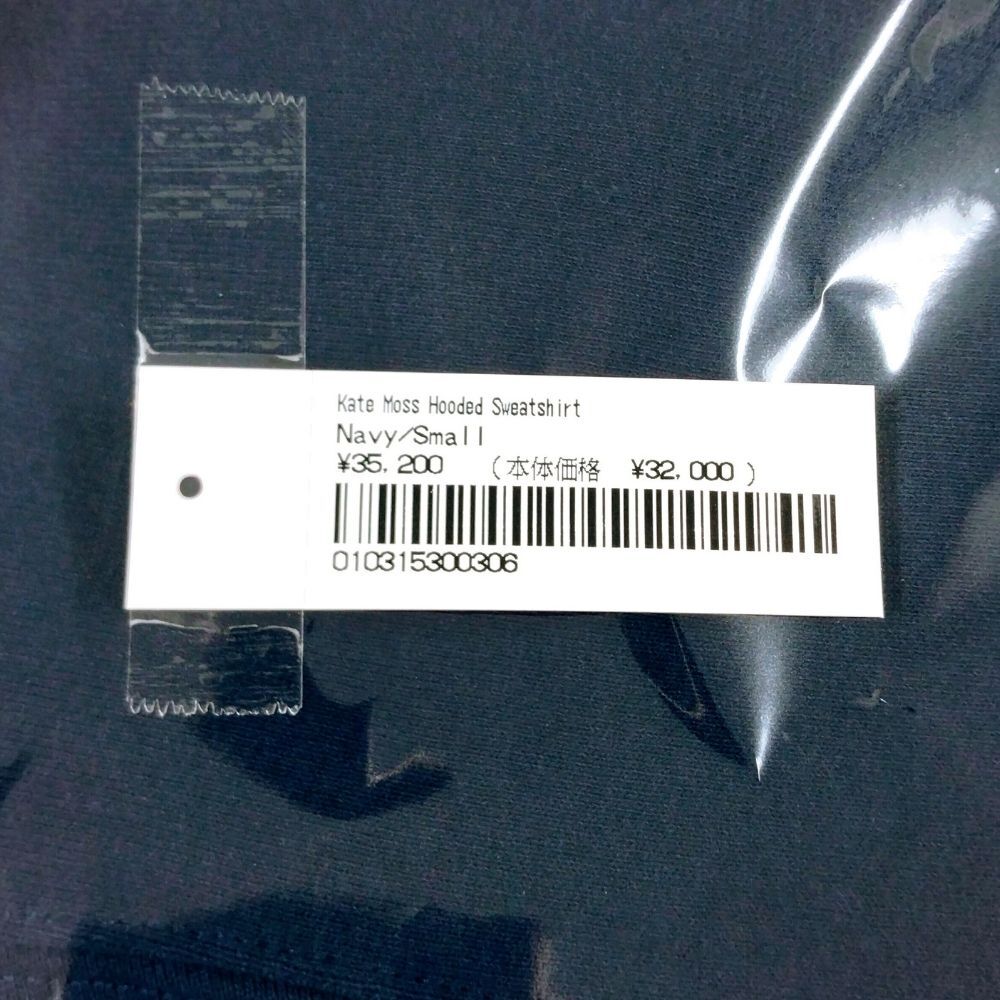 Kate Moss Hooded Sweatshirt
Navy/Small
¥35,200 (本体価格 ¥32,000 )
010315300306